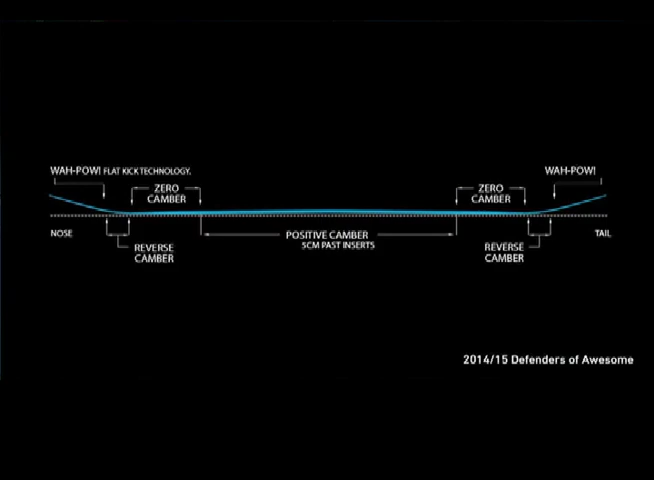 WAH-POW! FLAT KICK TECHNOLOGY.
WAH-POW!
ZERO
CAMBER
ZERO
CAMBER
NOSE
REVERSE
CAMBER
POSITIVE CAMBER
5CM PAST INSERTS
REVERSE
CAMBER
TAIL
2014/15 Defenders of Awesome